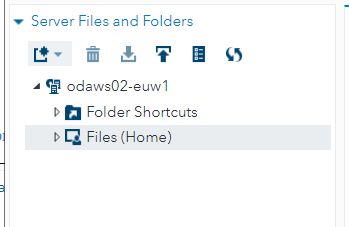 Server Files and Folders
odaws02-euw1
Folder Shortcuts
Files (Home)